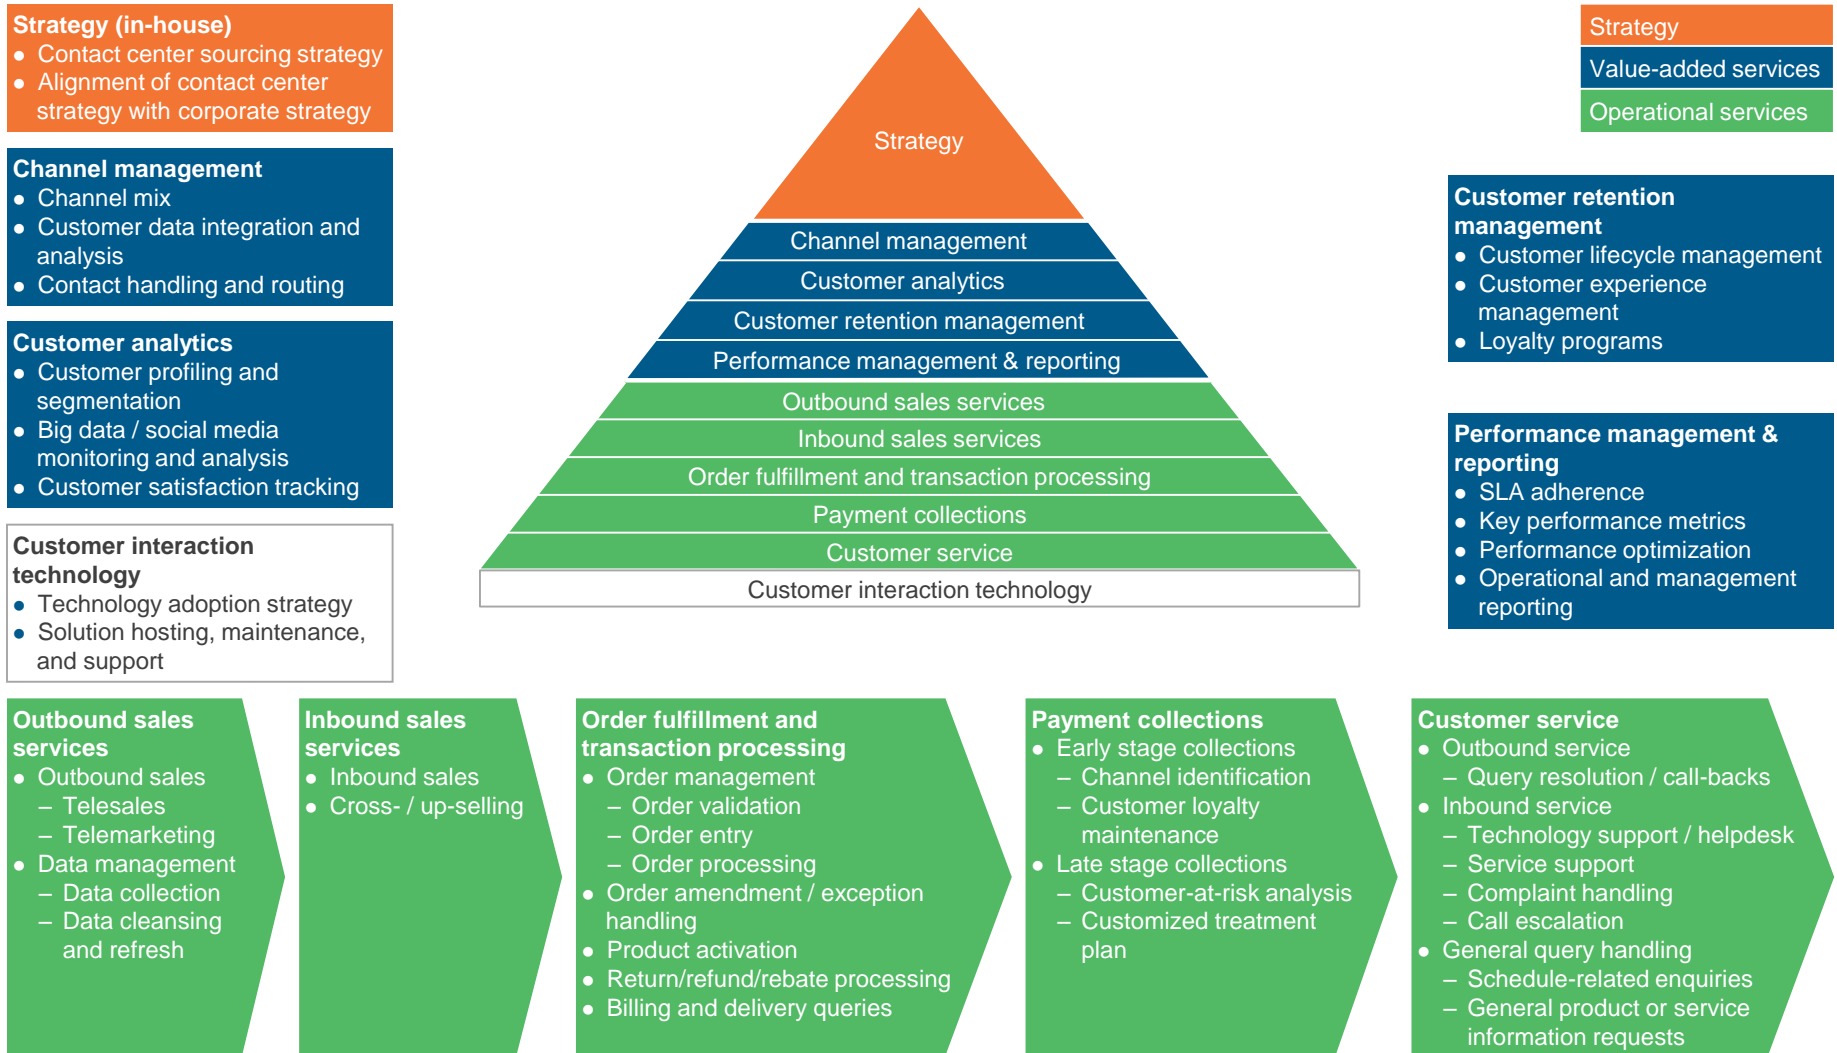 Strategy (in-house)
● Contact center sourcing strategy
● Alignment of contact center
strategy with corporate strategy
Channel management
● Channel mix
● Customer data integration and
analysis
● Contact handling and routing
Customer analytics
● Customer profiling and
segmentation
● Big data / social media
monitoring and analysis
● Customer satisfaction tracking
Customer interaction
technology
● Technology adoption strategy
● Solution hosting, maintenance,
and support
Strategy
Channel management
Customer analytics
Customer retention management
Performance management & reporting
Outbound sales services
Inbound sales services
Order fulfillment and transaction processing
Payment collections
Customer service
Customer interaction technology
Strategy
Value-added services
Operational services
Customer retention
management
● Customer lifecycle management
● Customer experience
management
● Loyalty programs
Performance management &
reporting
● SLA adherence
● Key performance metrics
● Performance optimization
● Operational and management
reporting
Outbound sales
services
● Outbound sales
– Telesales
– Telemarketing
● Data management
– Data collection
– Data cleansing
and refresh
Inbound sales
services
● Inbound sales
● Cross- / up-selling
Order fulfillment and
transaction processing
● Order management
– Order validation
– Order entry
– Order processing
● Order amendment / exception
handling
● Product activation
● Return/refund/rebate processing
● Billing and delivery queries
Payment collections
● Early stage collections
– Channel identification
– Customer loyalty
maintenance
● Late stage collections
– Customer-at-risk analysis
– Customized treatment
plan
Customer service
● Outbound service
– Query resolution / call-backs
● Inbound service
– Technology support / helpdesk
– Service support
– Complaint handling
– Call escalation
● General query handling
– Schedule-related enquiries
– General product or service
information requests